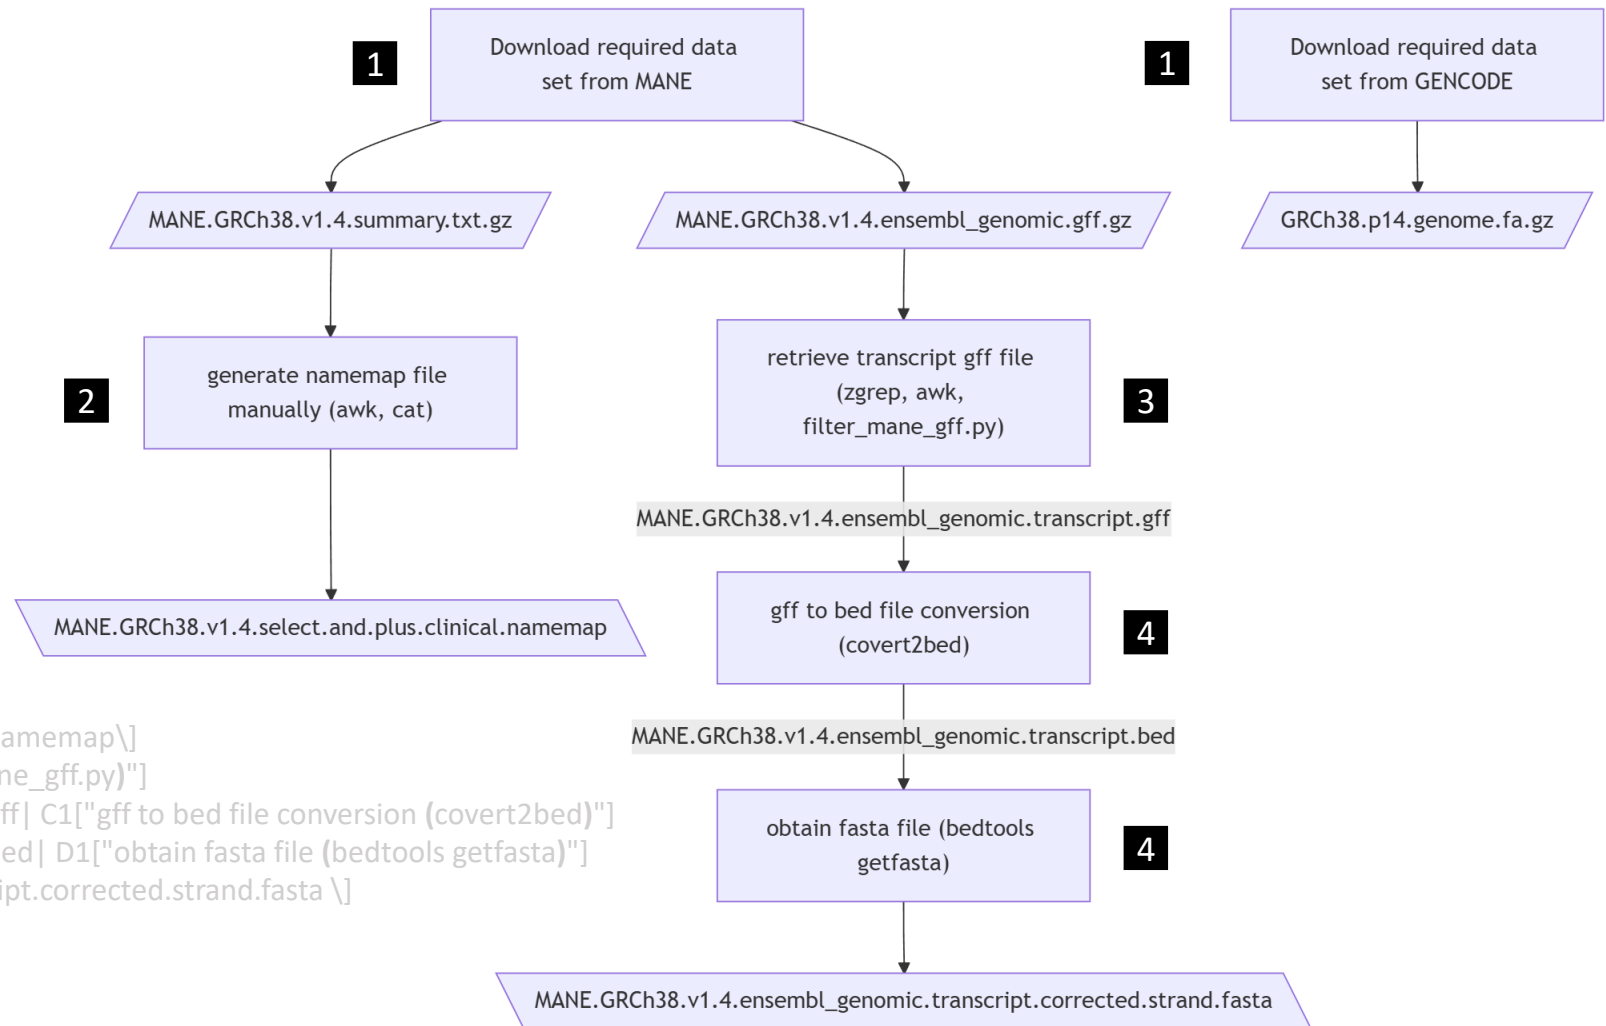 1
Download required data
set from MANE
1
Download required data
set from GENCODE
MANE.GRCh38.v1.4.summary.txt.gz
MANE.GRCh38.v1.4.ensembl_genomic.gff.gz
GRCh38.p14.genome.fa.gz
2
generate namemap file
manually (awk, cat)
retrieve transcript gff file
(zgrep, awk,
filter_mane_gff.py)
3
MANE.GRCh38.v1.4.ensembl_genomic.transcript.gff
MANE.GRCh38.v1.4.select.and.plus.clinical.namemap
gff to bed file conversion
(covert2bed)
4
MANE.GRCh38.v1.4.ensembl_genomic.transcript.bed
obtain fasta file (bedtools
getfasta)
4
amemap\]
ne_gff.py)"]
ff| C1["gff to bed file conversion (covert2bed)"]
ed| D1["obtain fasta file (bedtools getfasta)"]
ipt.corrected.strand.fasta \]
MANE.GRCh38.v1.4.ensembl_genomic.transcript.corrected.strand.fasta